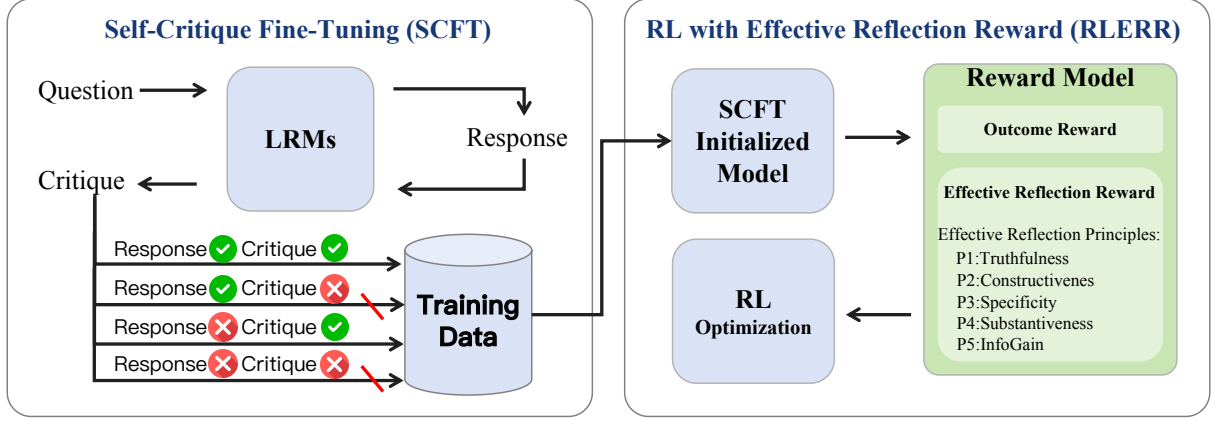 Self-Critique Fine-Tuning (SCFT)
Question
LRMs
Response
Critique
Response Critique
Response Critique
Response Critique
Response Critique
Training
Data
RL with Effective Reflection Reward (RLERR)
SCFT
Initialized
Model
Reward Model
Outcome Reward
Effective Reflection Reward
Effective Reflection Principles:
P1:Truthfulness
P2:Constructivenes
P3:Specificity
P4:Substantiveness
P5:InfoGain
RL
Optimization